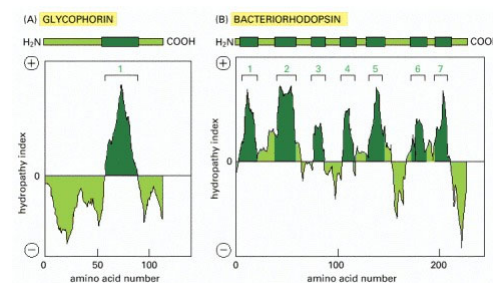 (A) GLYCOPHORIN
H₂N COOH
1
+
hydropathy index
0
−
0 50 100
amino acid number
(B) BACTERIORHODOPSIN
H₂N COO
1 2 3 4 5 6 7
+
hydropathy index
0
−
0 100 200
amino acid number